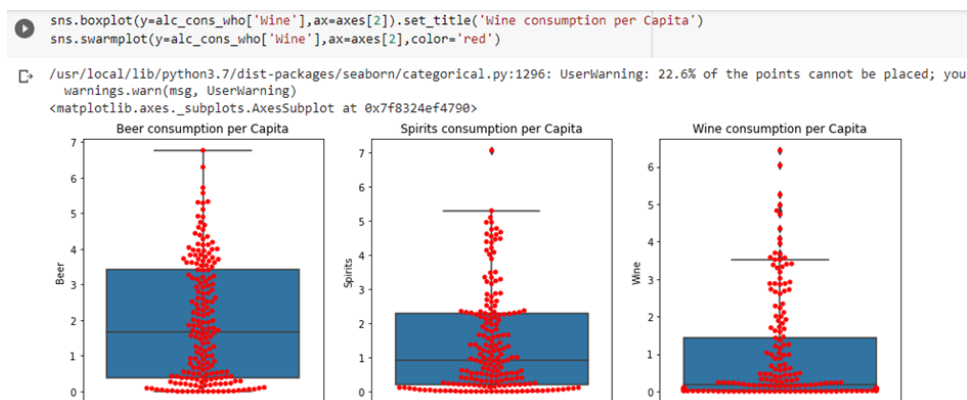 sns.boxplot(y=alc_cons_who['Wine'],ax=axes[2]).set_title('Wine consumption per Capita')
sns.swarmplot(y=alc_cons_who['Wine'],ax=axes[2],color='red')
/usr/local/lib/python3.7/dist-packages/seaborn/categorical.py:1296: UserWarning: 22.6% of the points cannot be placed; you
warnings.warn(msg, UserWarning)
<matplotlib.axes._subplots.AxesSubplot at 0x7f8324ef4790>
Beer consumption per Capita
7
6
5
4
3
2
1
0
Beer
Spirits consumption per Capita
7
6
5
4
3
2
1
0
Spirits
Wine consumption per Capita
6
5
4
3
2
1
0
Wine